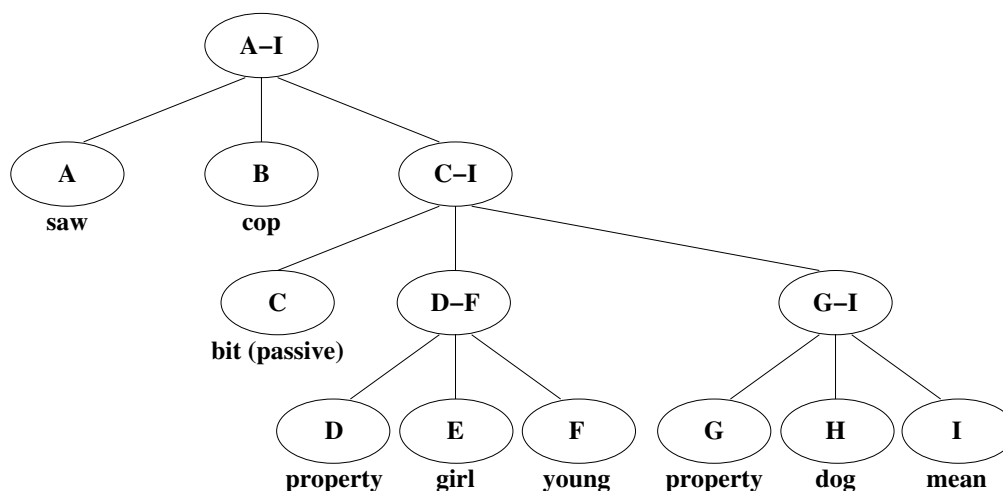 A–I
A B C–I
saw cop
C D–F G–I
bit (passive)
D E F G H I
property girl young property dog mean